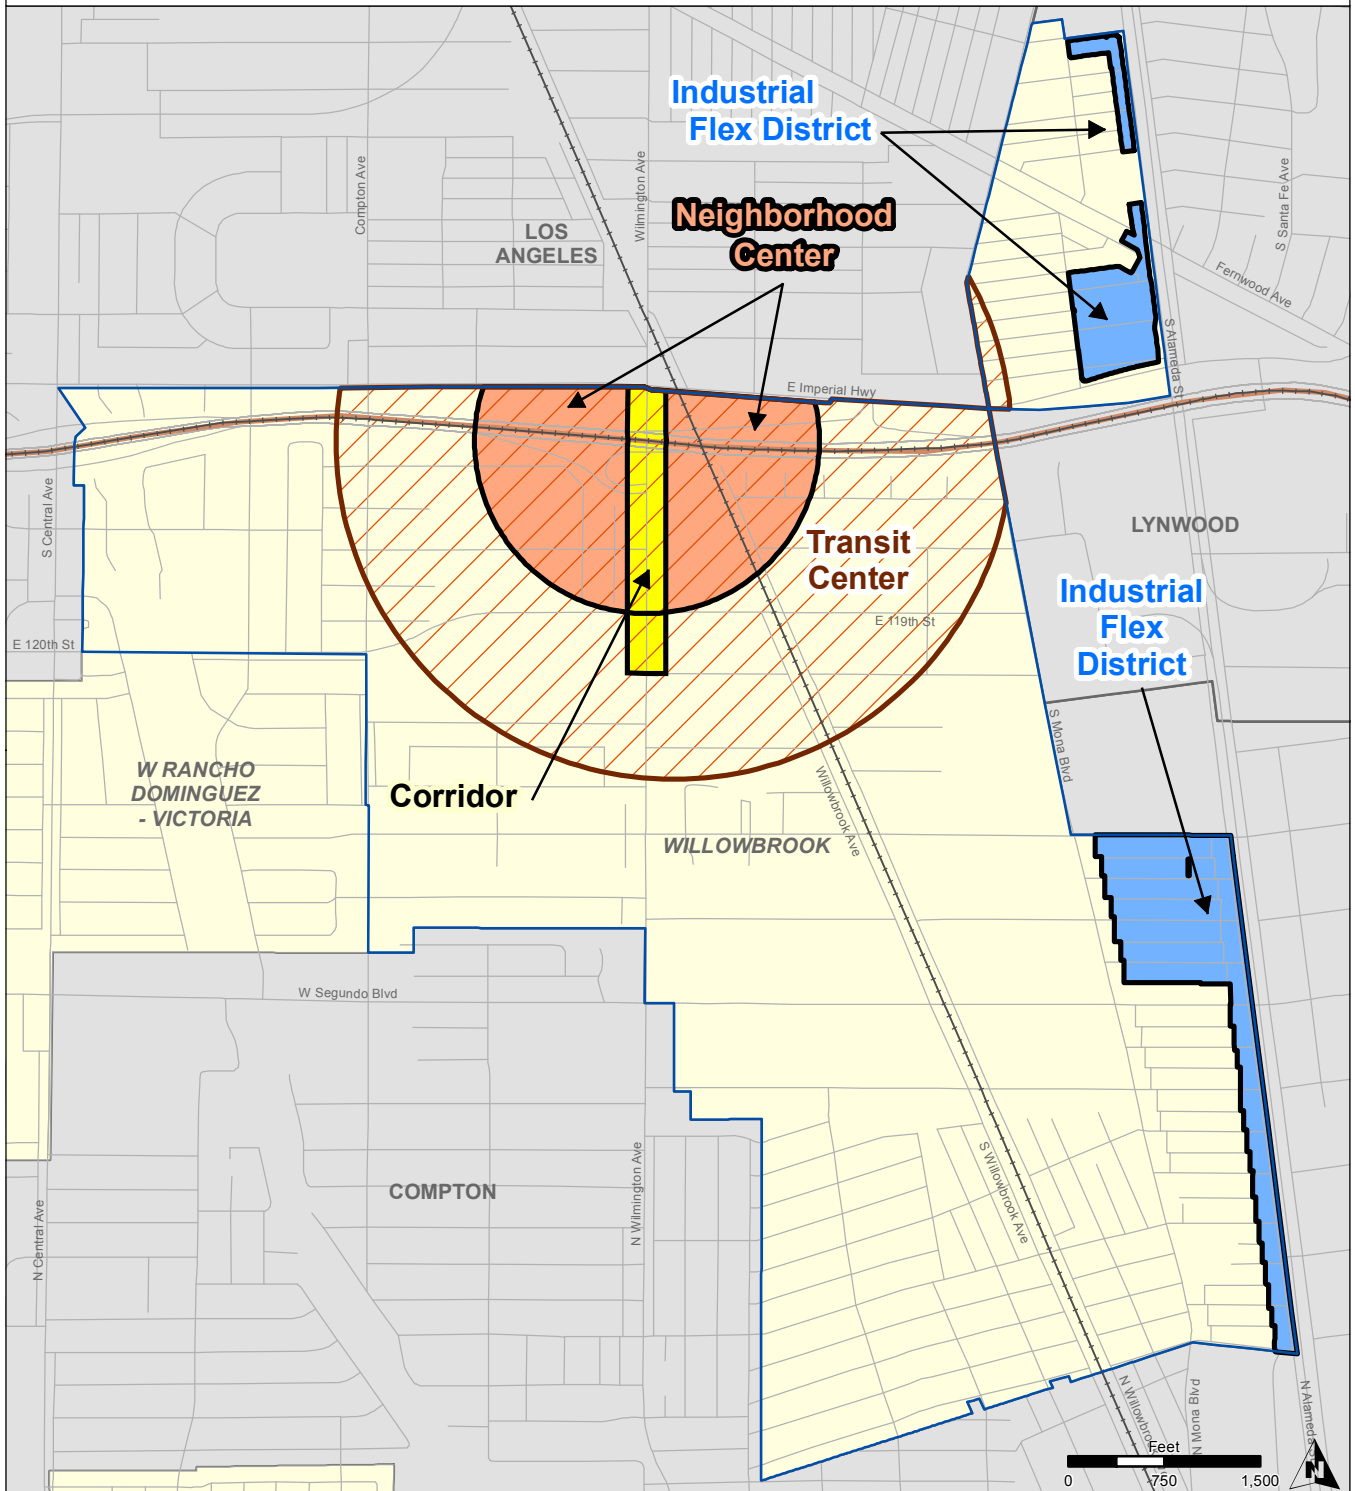 Industrial
Flex District
Compton Ave
Wilmington Ave
S Santa Fe Ave
Neighborhood
Center
LOS
ANGELES
Fernwood Ave
S Alameda St
E Imperial Hwy
S Central Ave
LYNWOOD
Transit
Center
Industrial
Flex
District
E 119th St
E 120th St
S Mona Blvd
W RANCHO
DOMINGUEZ
- VICTORIA
Corridor
Willowbrook Ave
WILLOWBROOK
W Segundo Blvd
COMPTON
N Wilmington Ave
S Willowbrook Ave
N Central Ave
N Willowbro
N Mona Blvd
N Alameda
Feet
0 750 1,500
N